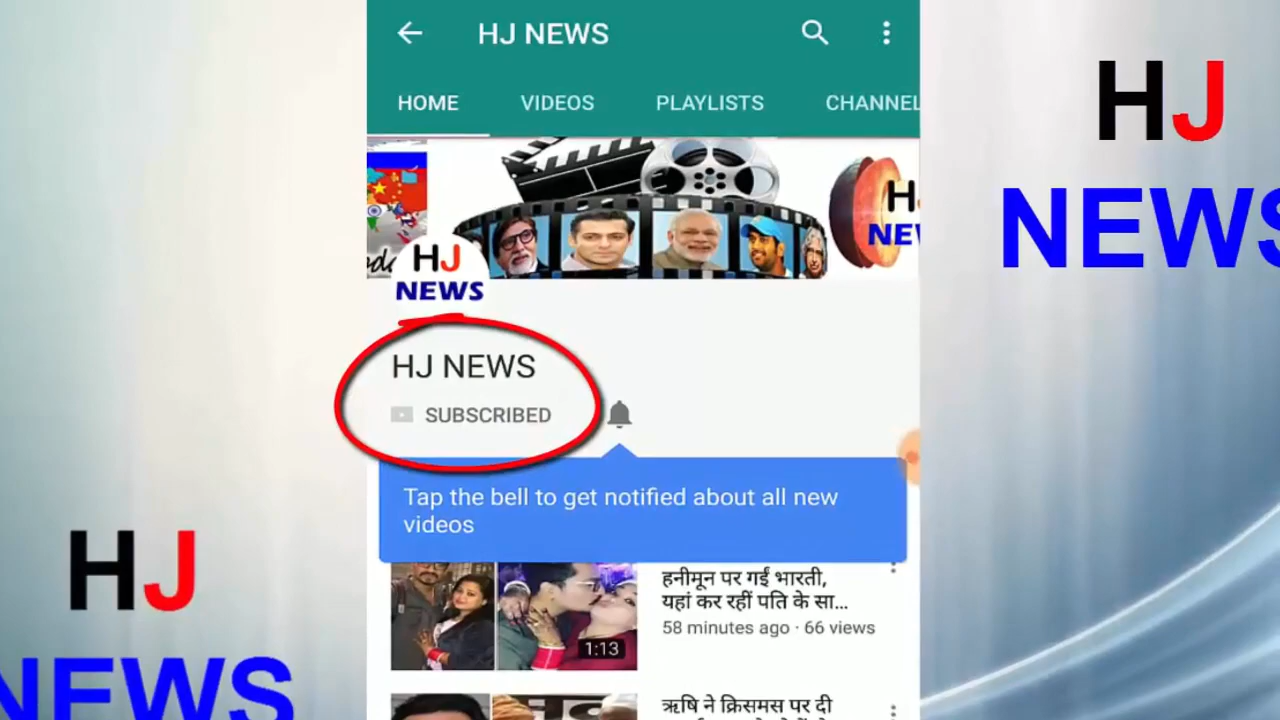 HJ NEWS
HOME VIDEOS PLAYLISTS CHANNEL
HJ
NEWS
H
NEW
HJ
NEWS
HJ NEWS
SUBSCRIBED
Tap the bell to get notified about all new
videos
हनीमून पर गईं भारती,
यहां कर रहीं पति के सा...
58 minutes ago · 66 views
1:13
ऋषि ने क्रिसमस पर दी
HJ
NEWS